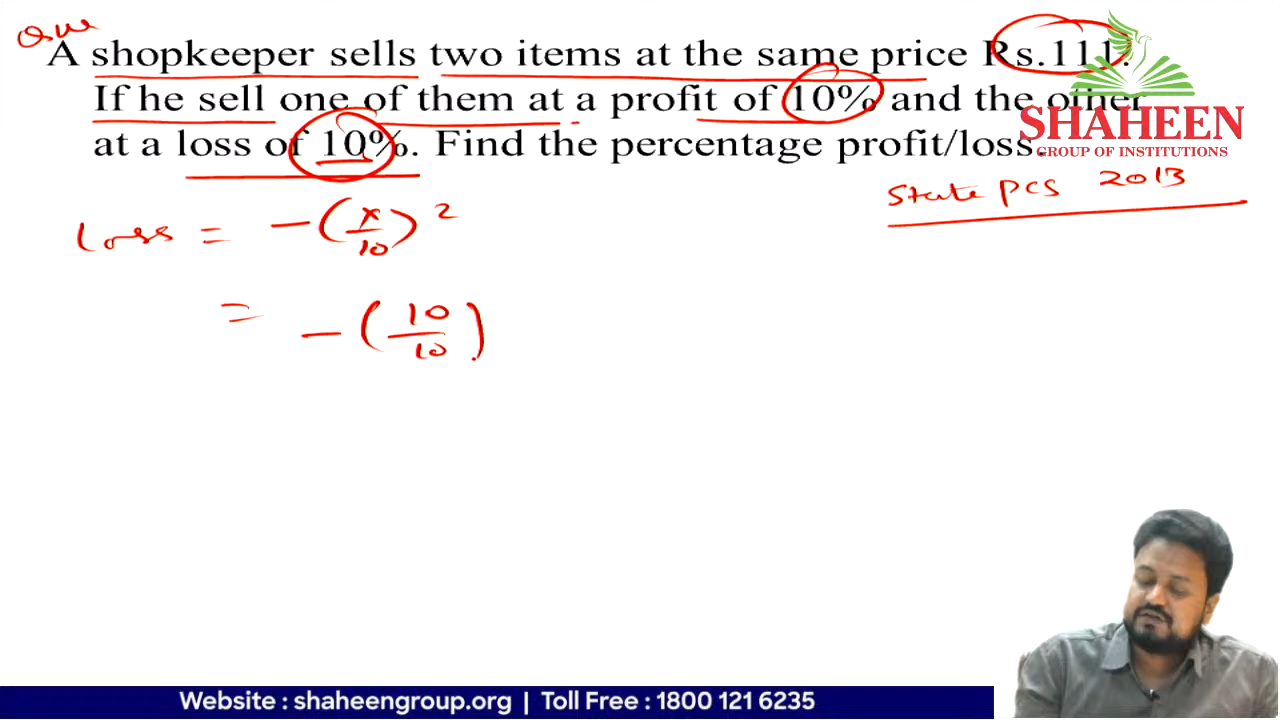 Que
A shopkeeper sells two items at the same price Rs.111.
If he sell one of them at a profit of 10% and the other
at a loss of 10%. Find the percentage profit/loss.
SHAHEEN
GROUP OF INSTITUTIONS
State PCS 2013
Loss = -(x/10)²
= -(10/10)
Website : shaheengroup.org | Toll Free : 1800 121 6235